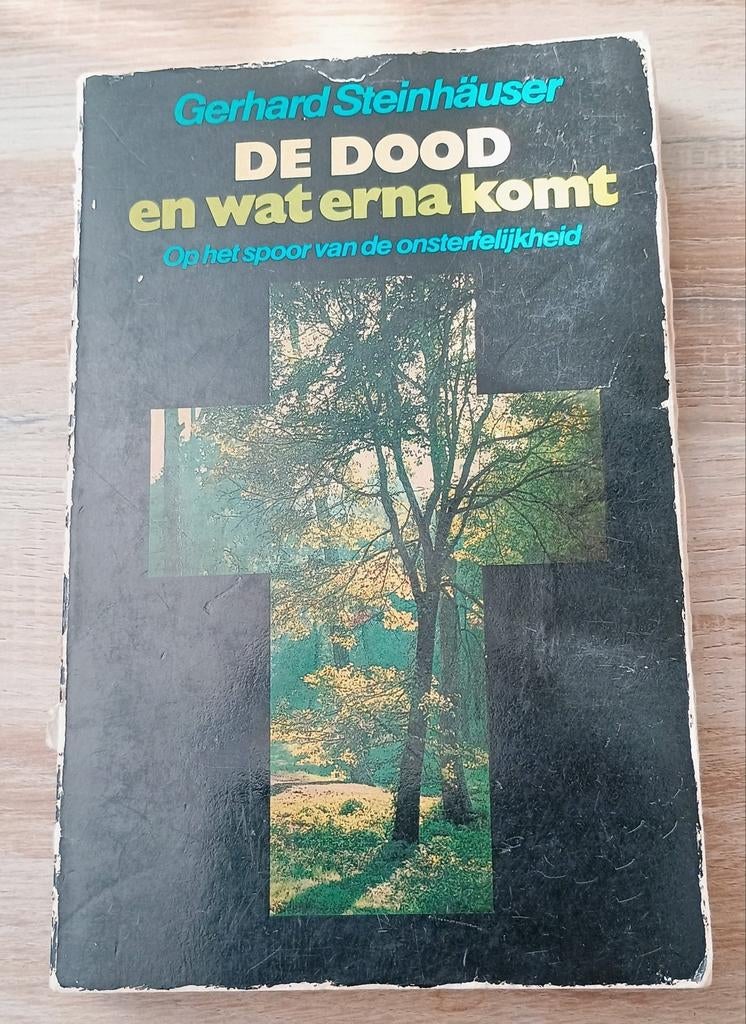 Gerhard Steinhäuser
DE DOOD
en wat erna komt
Op het spoor van de onsterfelijkheid